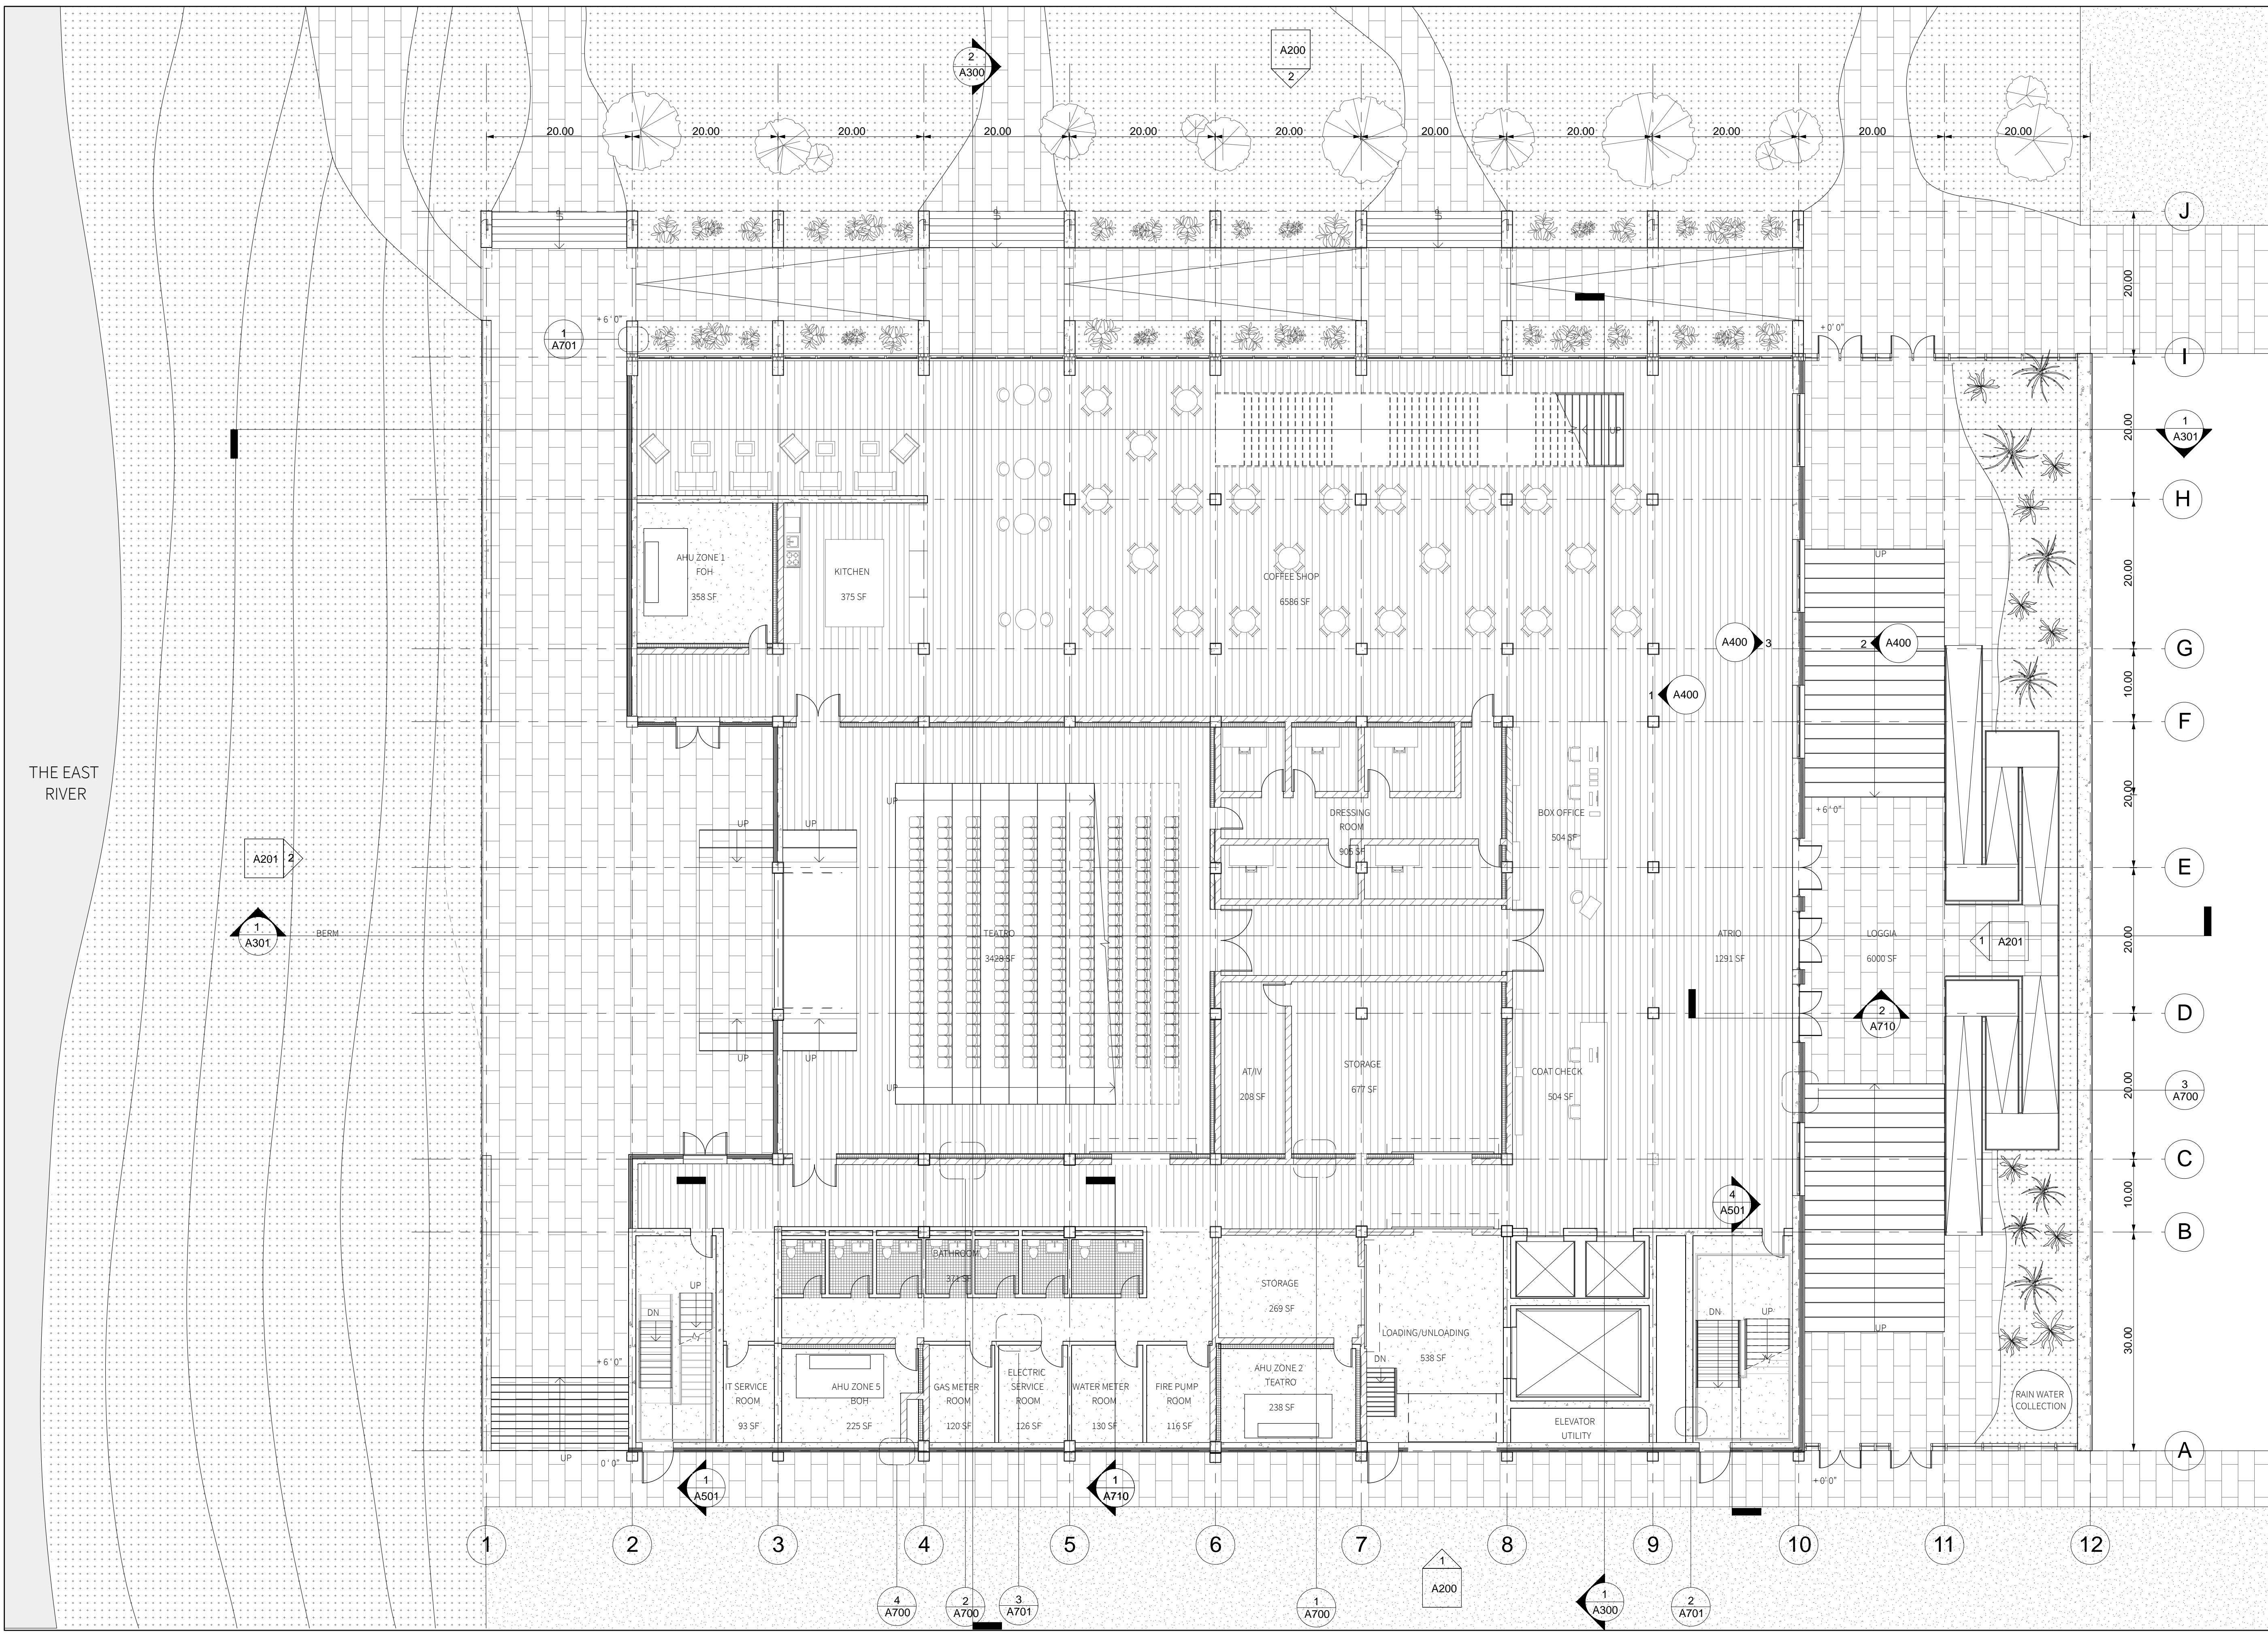 2
A300
A200
2
20.00
20.00
20.00
20.00
20.00
20.00
20.00
20.00
20.00
20.00
20.00
UP
UP
UP
J
20.00
+ 6 ' 0"
1
A701
+ 0' 0"
I
20.00
1
A301
UP
H
AHU ZONE 1
FOH
358 SF
KITCHEN
375 SF
COFFEE SHOP
6586 SF
UP
20.00
A400
3
2
A400
G
1
A400
10.00
F
THE EAST
RIVER
UP
UP
UP
DRESSING
ROOM
905 SF
BOX OFFICE
504 SF
+ 6 ' 0"
20.00
A201
2
E
1
A301
BERM
TEATRO
3428 SF
ATRIO
1291 SF
LOGGIA
6000 SF
1
A201
20.00
2
A710
D
UP
UP
UP
AT/IV
208 SF
STORAGE
677 SF
COAT CHECK
504 SF
20.00
3
A700
C
4
A501
10.00
B
BATHROOM
371 SF
UP
DN
STORAGE
269 SF
LOADING/UNLOADING
538 SF
DN
DN
UP
UP
30.00
+ 6 ' 0"
IT SERVICE
ROOM
93 SF
AHU ZONE 5
BOH
225 SF
GAS METER
ROOM
120 SF
ELECTRIC
SERVICE
ROOM
126 SF
WATER METER
ROOM
130 SF
FIRE PUMP
ROOM
116 SF
AHU ZONE 2
TEATRO
238 SF
ELEVATOR
UTILITY
RAIN WATER
COLLECTION
UP
0 ' 0"
+ 0' 0"
A
1
A501
1
A710
1
2
3
4
5
6
7
8
9
10
11
12
4
A700
2
A700
3
A701
1
A700
1
A200
1
A300
2
A701